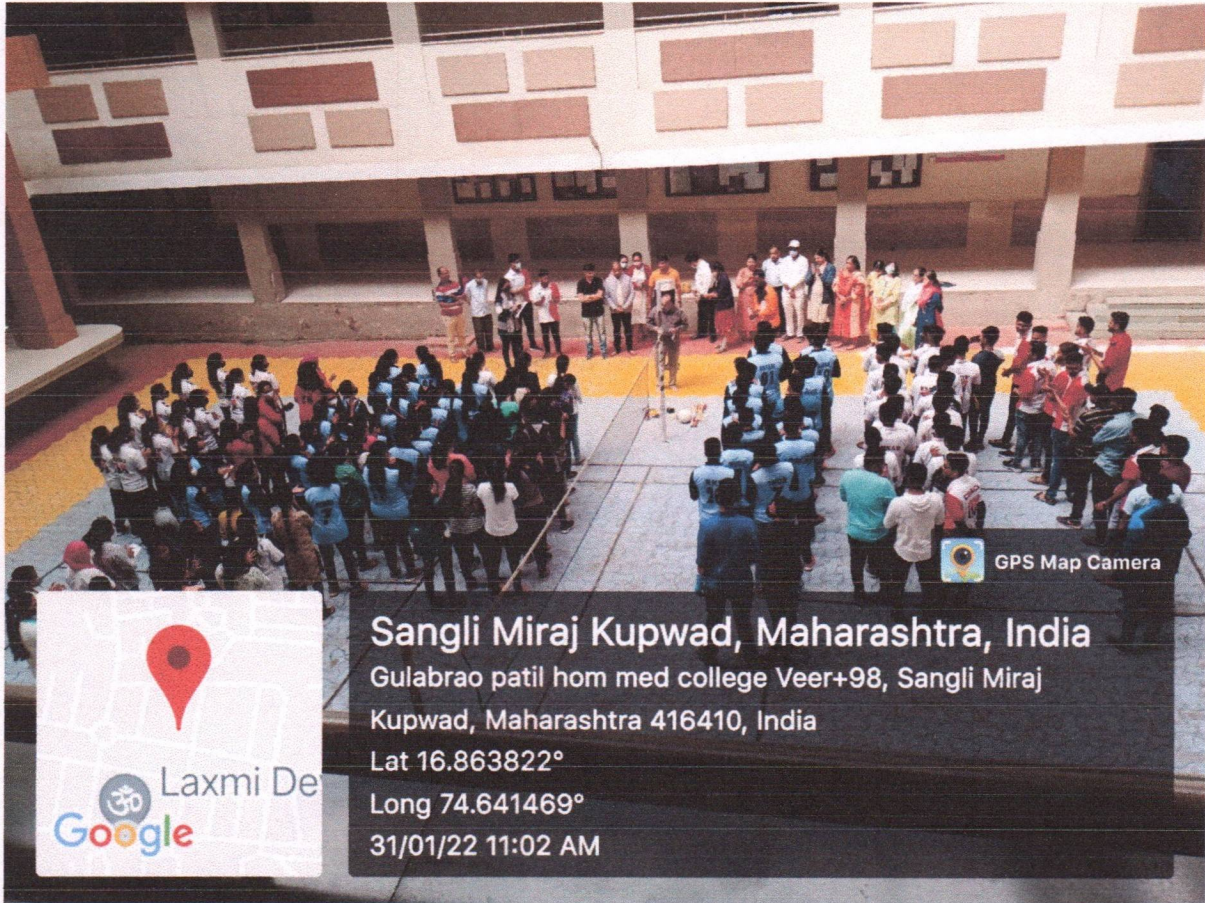 GPS Map Camera
Sangli Miraj Kupwad, Maharashtra, India
Gulabrao patil hom med college Veer+98, Sangli Miraj
Kupwad, Maharashtra 416410, India
Lat 16.863822°
Long 74.641469°
31/01/22 11:02 AM
Laxmi De
ॐ
Google